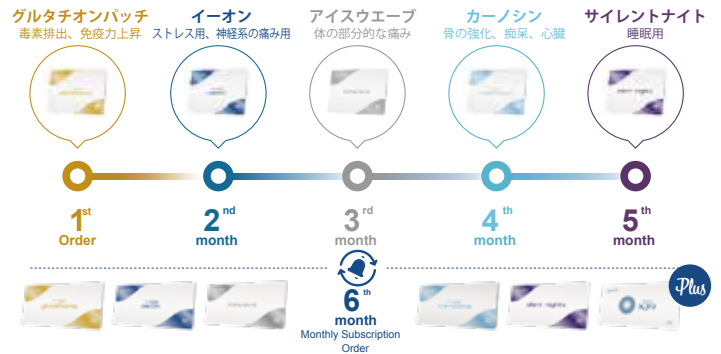 グルタチオンパッチ
毒素排出、免疫力上昇
イーオン
ストレス用、神経系の痛み用
アイスウエーブ
体の部分的な痛み
カーノシン
骨の強化、痴呆、心臓
サイレントナイト
睡眠用
silent nights
1st
Order
2nd
month
3rd
month
4th
month
5th
month
6th
month
Monthly Subscription
Order
silent nights
Plus